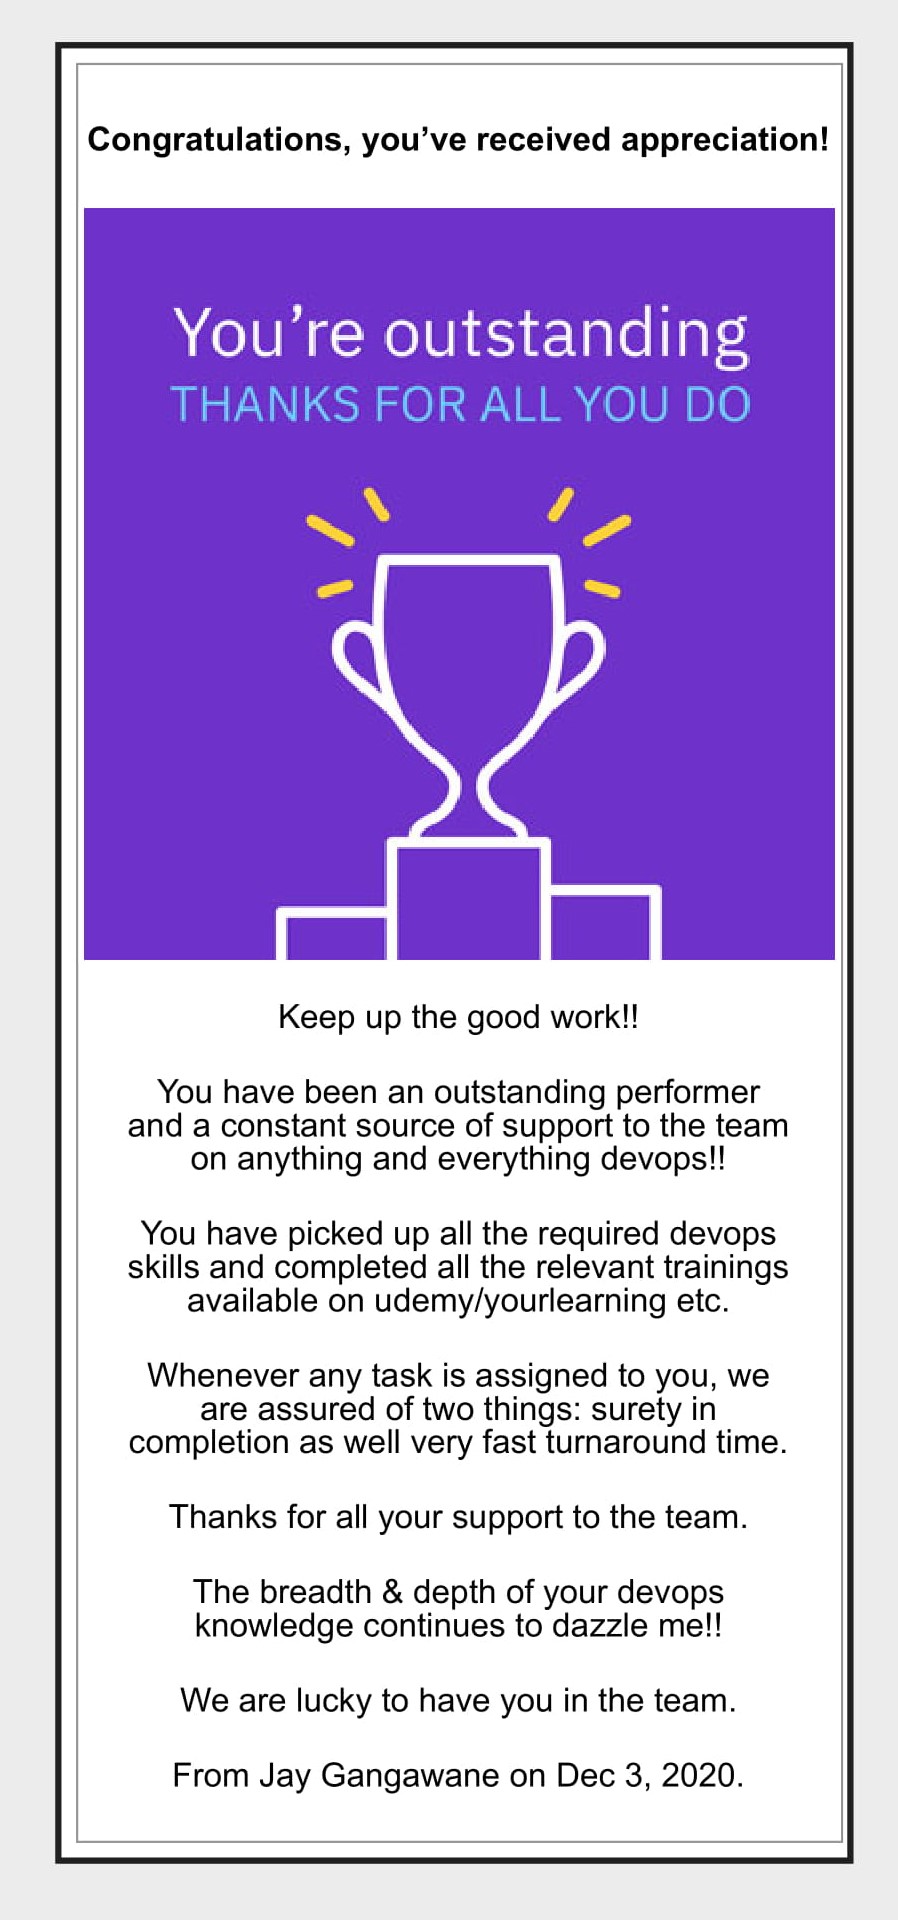 Congratulations, you’ve received appreciation!
You’re outstanding
THANKS FOR ALL YOU DO
Keep up the good work!!
You have been an outstanding performer
and a constant source of support to the team
on anything and everything devops!!
You have picked up all the required devops
skills and completed all the relevant trainings
available on udemy/yourlearning etc.
Whenever any task is assigned to you, we
are assured of two things: surety in
completion as well very fast turnaround time.
Thanks for all your support to the team.
The breadth & depth of your devops
knowledge continues to dazzle me!!
We are lucky to have you in the team.
From Jay Gangawane on Dec 3, 2020.